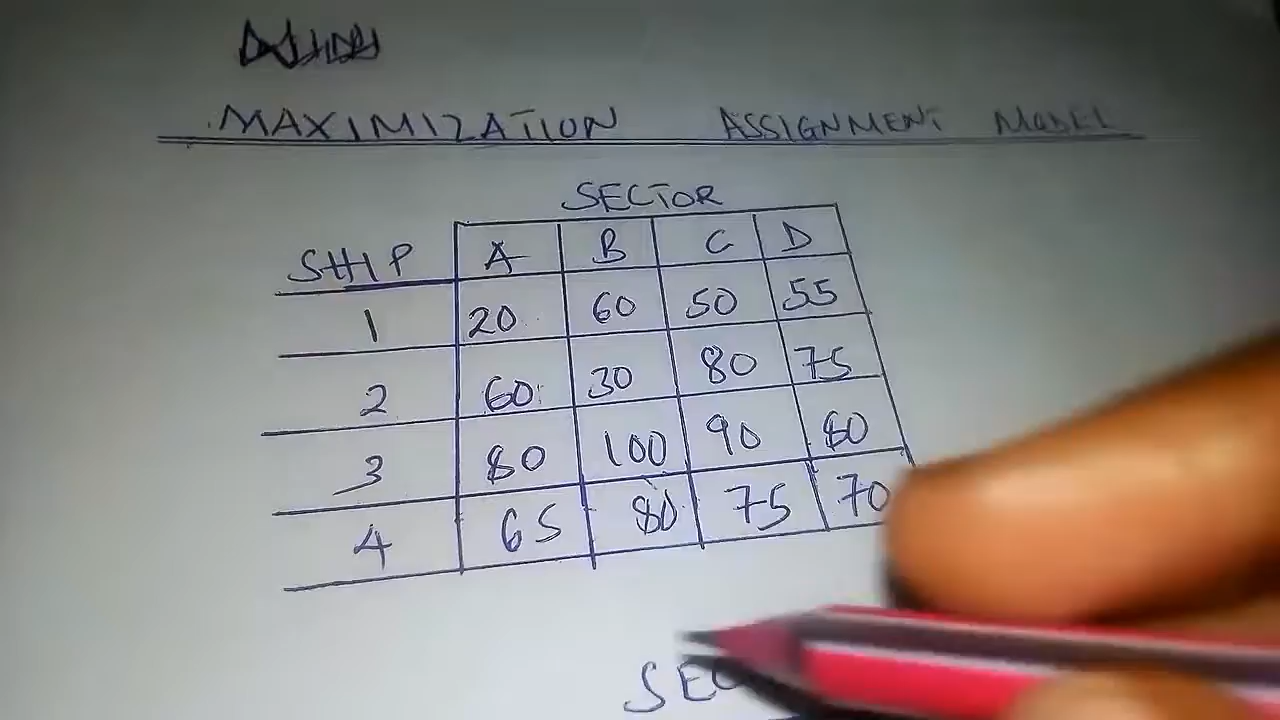 MAXIMIZATION ASSIGNMENT MODEL
SECTOR
SHIP A B C D
1 20 60 50 55
2 60 30 80 75
3 80 100 90 80
4 65 80 75 70